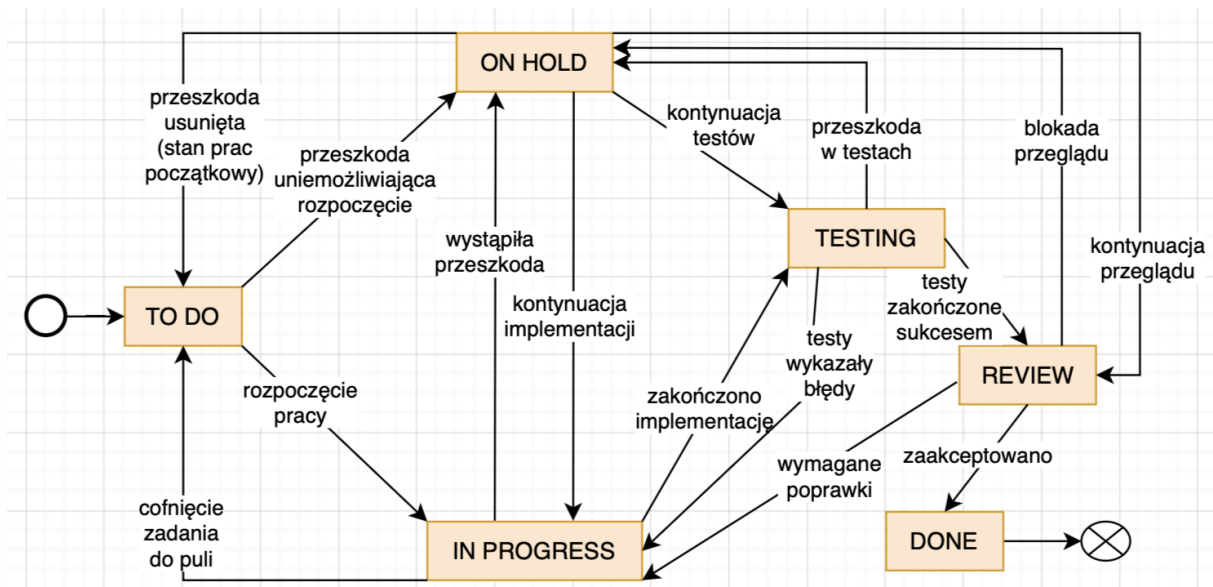 ON HOLD
przeszkoda
usunięta
(stan prac
początkowy)
przeszkoda
uniemożliwiająca
rozpoczęcie
kontynuacja
testów
przeszkoda
w testach
blokada
przeglądu
wystąpiła
przeszkoda
TESTING
kontynuacja
przeglądu
kontynuacja
implementacji
testy
zakończone
sukcesem
TO DO
testy
wykazały
błędy
REVIEW
rozpoczęcie
pracy
zakończono
implementację
wymagane
poprawki
zaakceptowano
cofnięcie
zadania
do puli
IN PROGRESS
DONE